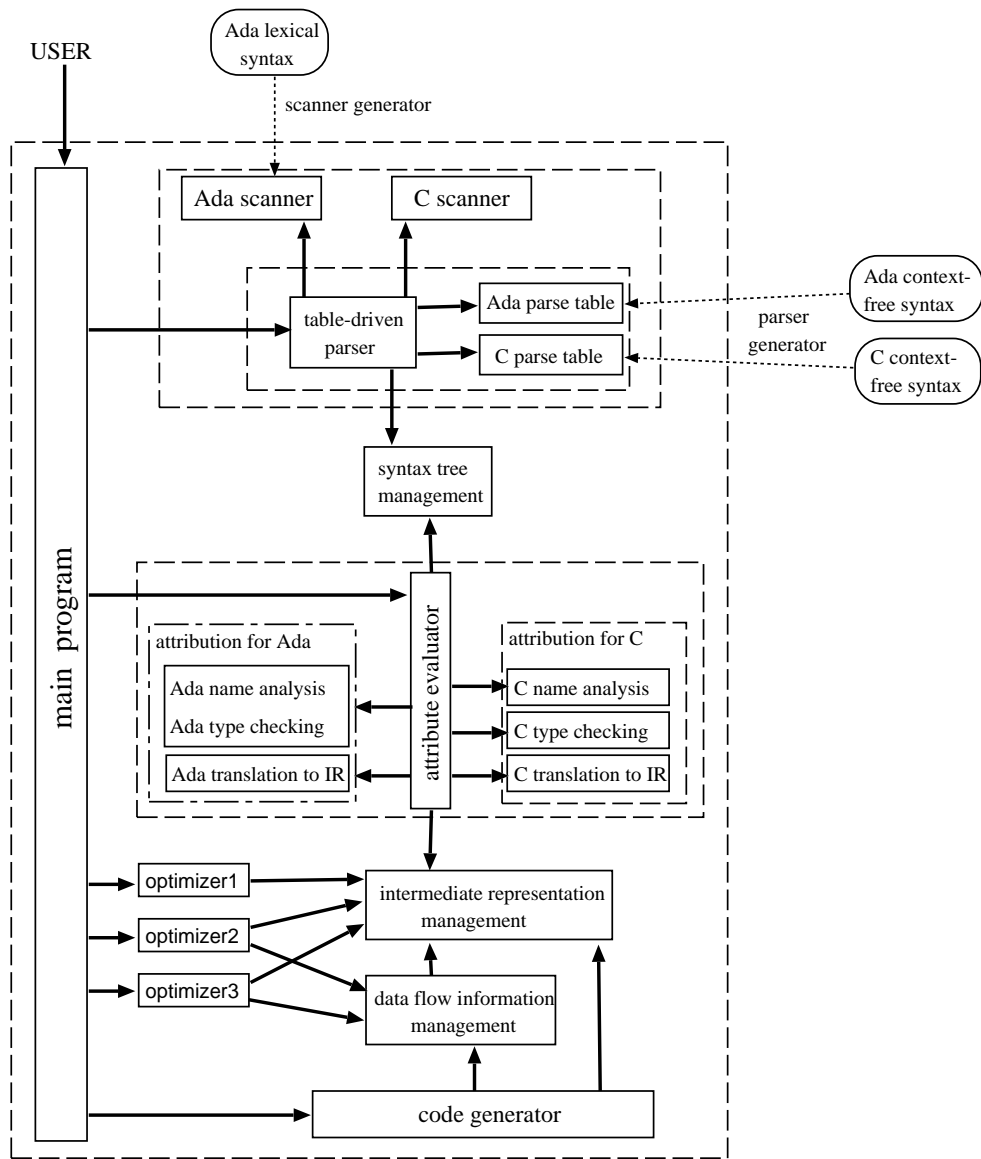 Ada lexical
syntax
USER
scanner generator
Ada scanner
C scanner
Ada context-
free syntax
table-driven
parser
Ada parse table
C parse table
parser
generator
C context-
free syntax
syntax tree
management
main program
attribute evaluator
attribution for Ada
Ada name analysis
Ada type checking
Ada translation to IR
attribution for C
C name analysis
C type checking
C translation to IR
optimizer1
optimizer2
optimizer3
intermediate representation
management
data flow information
management
code generator